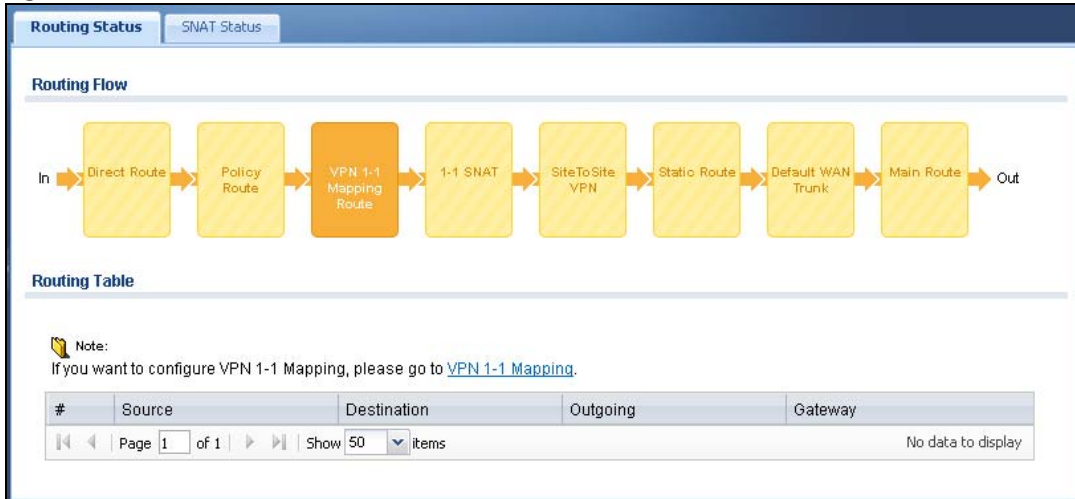 Routing Status SNAT Status
Routing Flow
In Direct Route Policy Route VPN 1-1 Mapping Route 1-1 SNAT SiteToSite VPN Static Route Default WAN Trunk Main Route Out
Routing Table
Note:
If you want to configure VPN 1-1 Mapping, please go to VPN 1-1 Mapping.
# Source Destination Outgoing Gateway
Page 1 of 1 Show 50 items No data to display